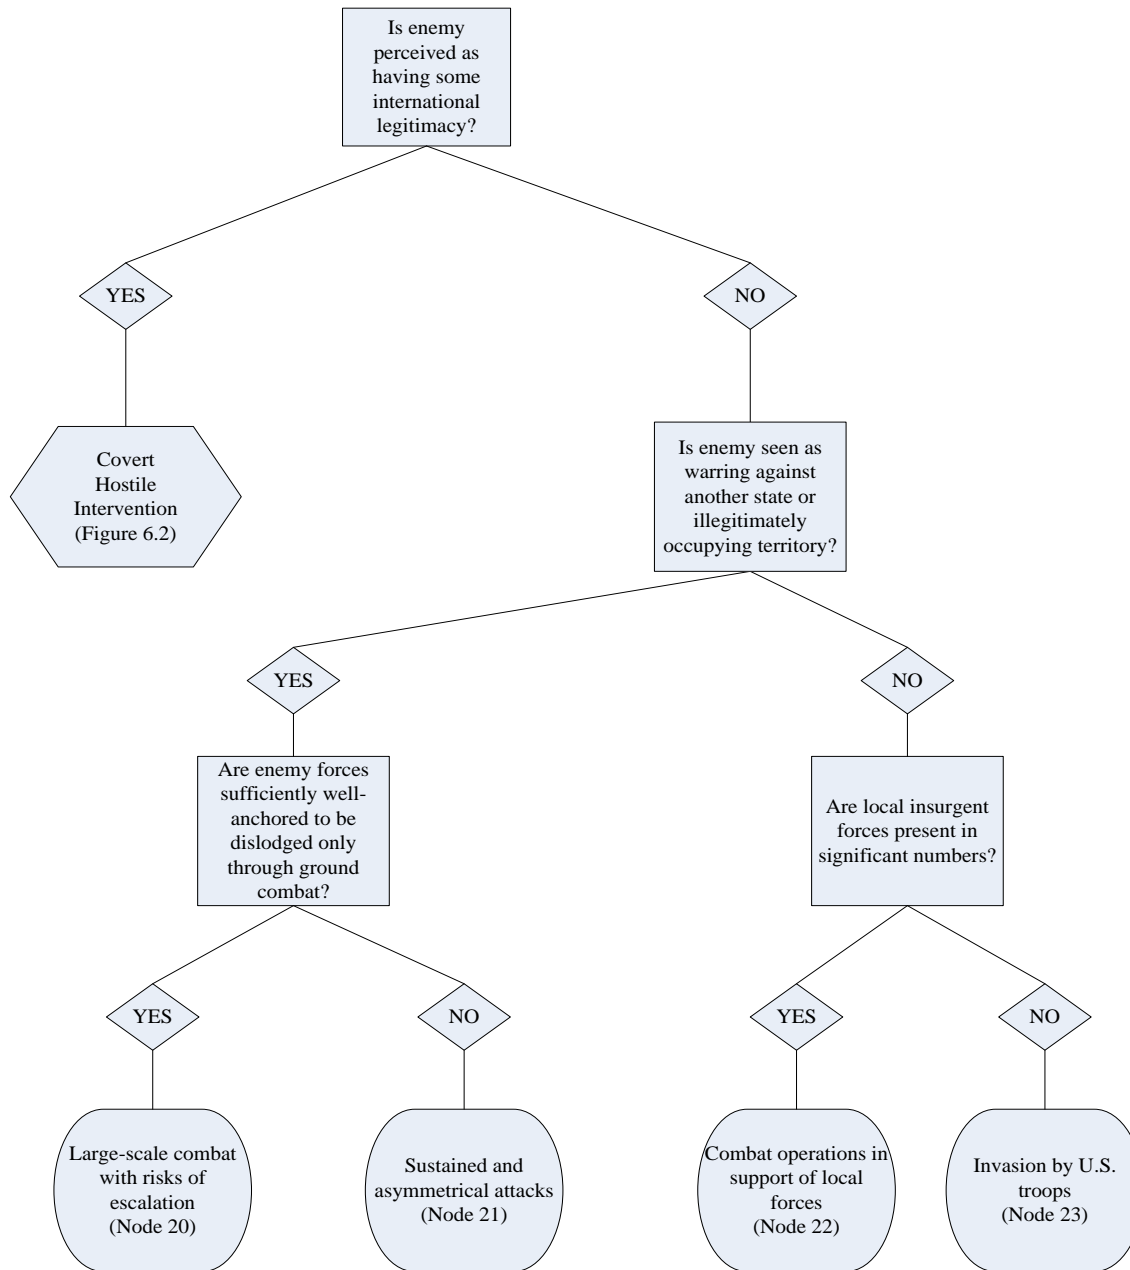 Is enemy
perceived as
having some
international
legitimacy?
YES
NO
Covert
Hostile
Intervention
(Figure 6.2)
Is enemy seen as
warring against
another state or
illegitimately
occupying territory?
YES
NO
Are enemy forces
sufficiently well-
anchored to be
dislodged only
through ground
combat?
Are local insurgent
forces present in
significant numbers?
YES
NO
YES
NO
Large-scale combat
with risks of
escalation
(Node 20)
Sustained and
asymmetrical attacks
(Node 21)
Combat operations in
support of local
forces
(Node 22)
Invasion by U.S.
troops
(Node 23)